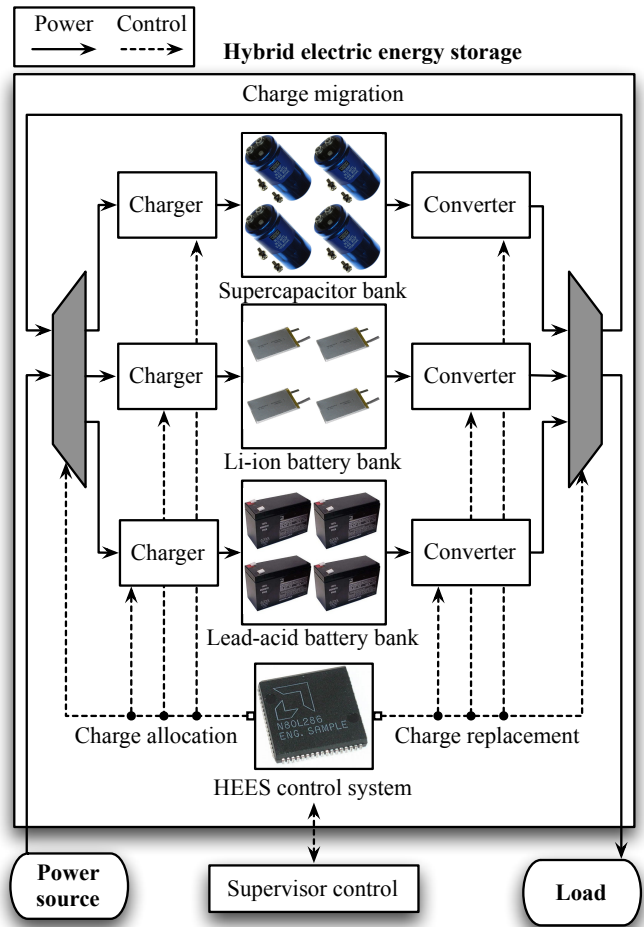 Power Control
Hybrid electric energy storage
Charge migration
Charger
Converter
Supercapacitor bank
Charger
Converter
Li-ion battery bank
Charger
Converter
Lead-acid battery bank
N80L286
ENG. SAMPLE
Charge allocation
Charge replacement
HEES control system
Power
source
Supervisor control
Load